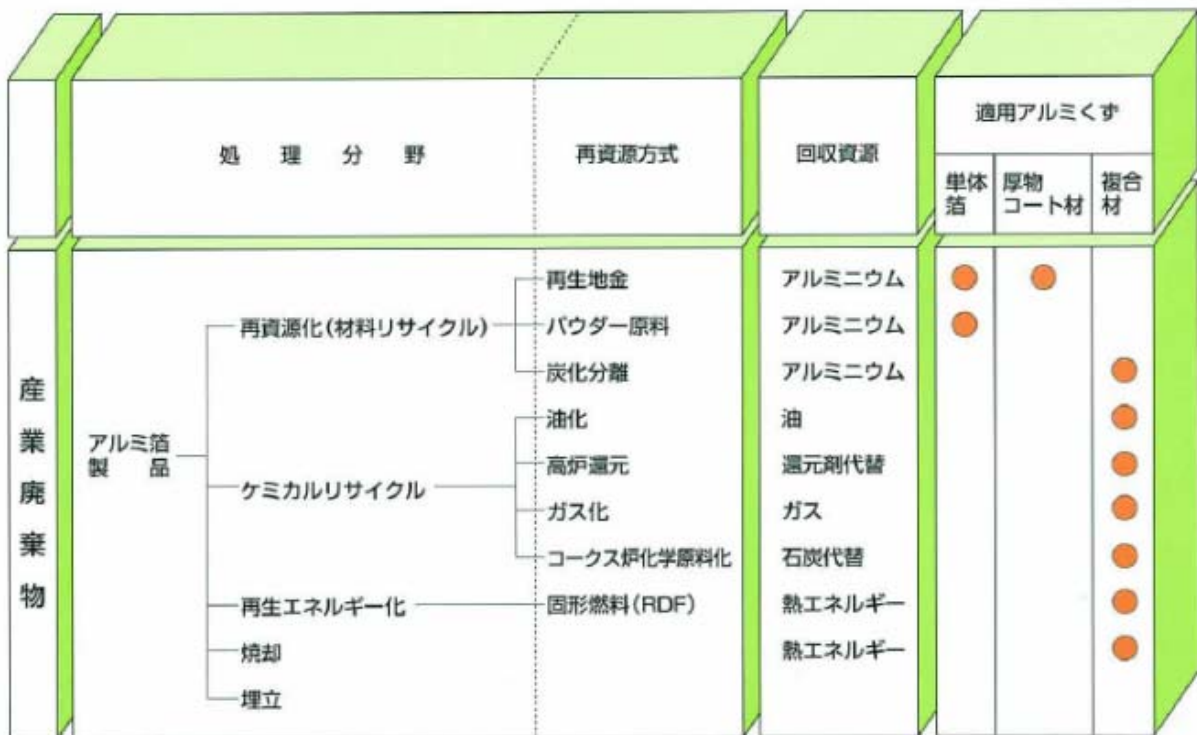 処理分野
再資源方式
回収資源
適用アルミくず
単体
箔
厚物
コート材
複合
材
産業廃棄物
アルミ箔
製品
再資源化(材料リサイクル)
再生地金
アルミニウム
パウダー原料
アルミニウム
炭化分離
アルミニウム
ケミカルリサイクル
油化
油
高炉還元
還元剤代替
ガス化
ガス
コークス炉化学原料化
石炭代替
再生エネルギー化
固形燃料(RDF)
熱エネルギー
焼却
熱エネルギー
埋立